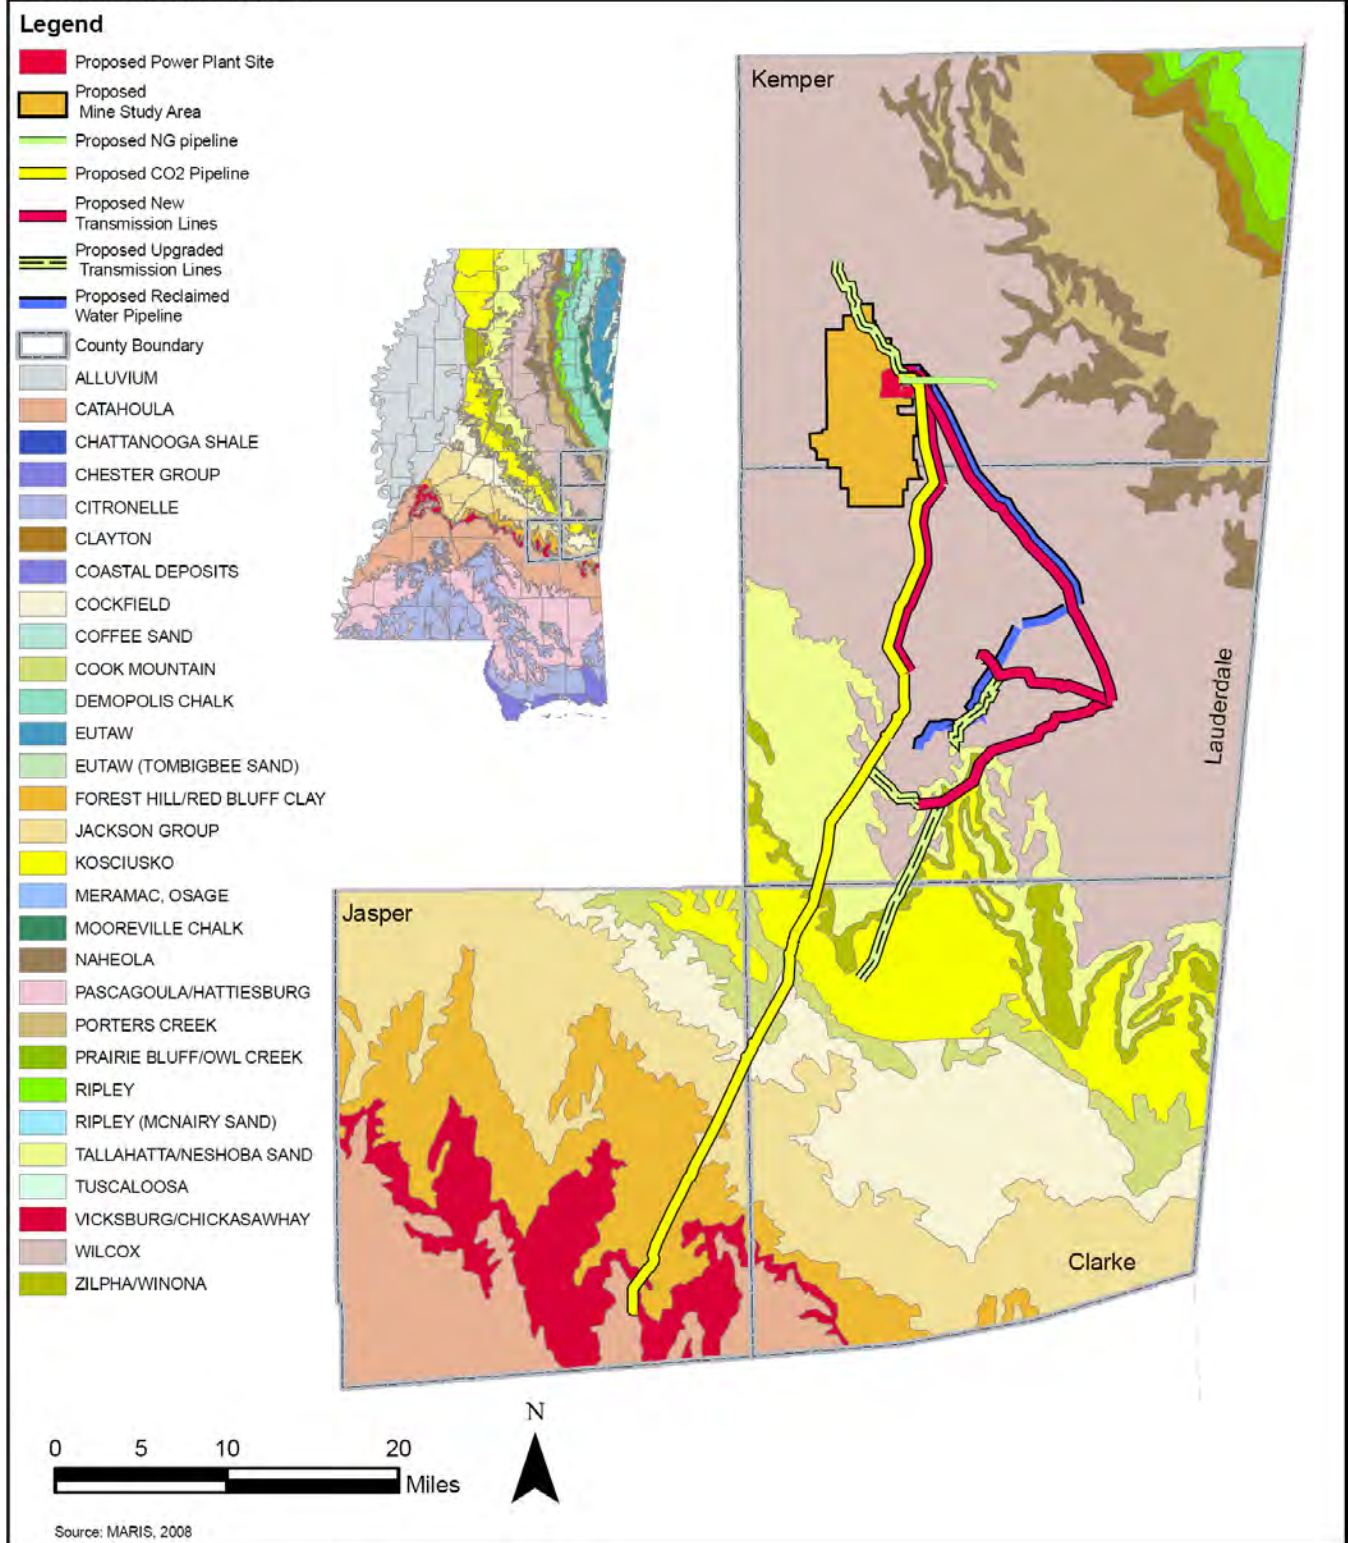 Legend
Proposed Power Plant Site
Proposed
Mine Study Area
Proposed NG pipeline
Proposed CO2 Pipeline
Proposed New
Transmission Lines
Proposed Upgraded
Transmission Lines
Proposed Reclaimed
Water Pipeline
County Boundary
ALLUVIUM
CATAHOULA
CHATTANOOGA SHALE
CHESTER GROUP
CITRONELLE
CLAYTON
COASTAL DEPOSITS
COCKFIELD
COFFEE SAND
COOK MOUNTAIN
DEMOPOLIS CHALK
EUTAW
EUTAW (TOMBIGBEE SAND)
FOREST HILL/RED BLUFF CLAY
JACKSON GROUP
KOSCIUSKO
MERAMAC, OSAGE
MOOREVILLE CHALK
NAHEOLA
PASCAGOULA/HATTIESBURG
PORTERS CREEK
PRAIRIE BLUFF/OWL CREEK
RIPLEY
RIPLEY (MCNAIRY SAND)
TALLAHATTA/NESHOBA SAND
TUSCALOOSA
VICKSBURG/CHICKASAWHAY
WILCOX
ZILPHA/WINONA
Kemper
Lauderdale
Jasper
Clarke
N
0 5 10 20
Miles
Source: MARIS, 2008